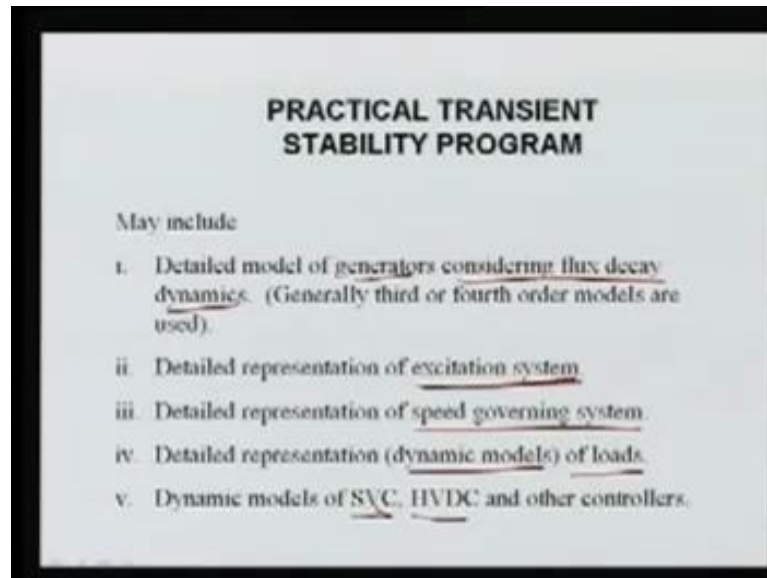 PRACTICAL TRANSIENT
STABILITY PROGRAM
May include
i. Detailed model of generators considering flux decay
dynamics. (Generally third or fourth order models are
used).
ii. Detailed representation of excitation system.
iii. Detailed representation of speed governing system.
iv. Detailed representation (dynamic models) of loads.
v. Dynamic models of SVC, HVDC and other controllers.